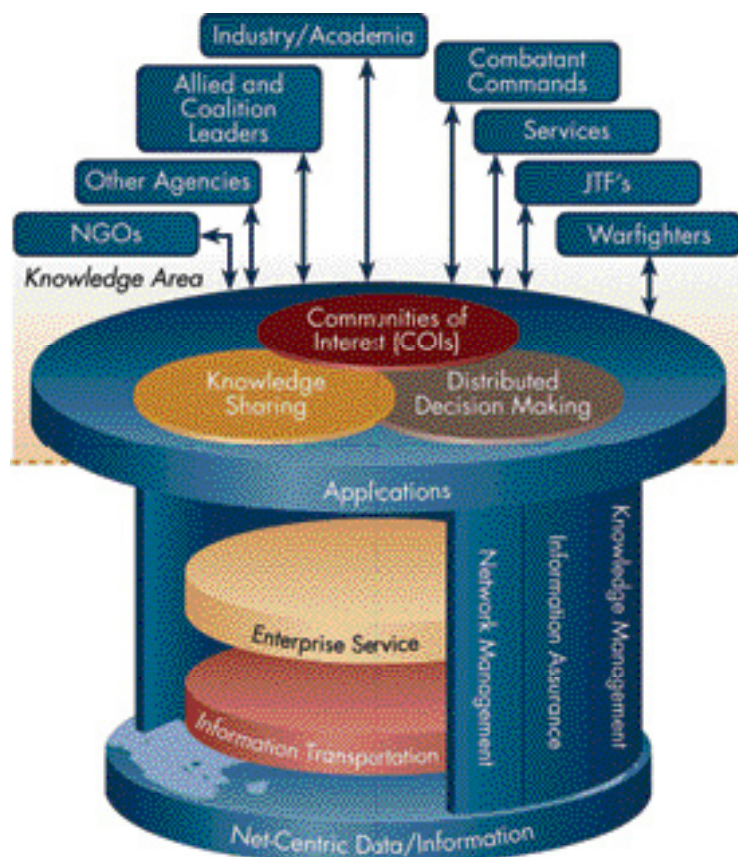 Industry/Academia
Combatant
Commands
Allied and
Coalition
Leaders
Services
Other Agencies
JTF's
NGOs
Warfighters
Knowledge Area
Communities of
Interest (COIs)
Knowledge
Sharing
Distributed
Decision Making
Applications
Enterprise Service
Information Transportation
Network Management
Information Assurance
Knowledge Management
Net-Centric Data/Information